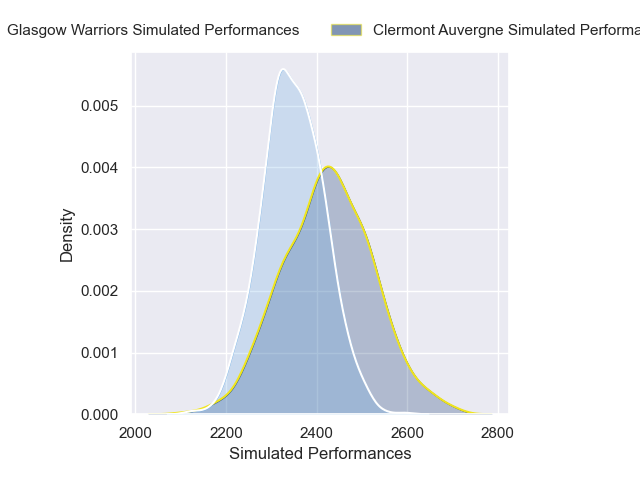 Glasgow Warriors Simulated Performances
Clermont Auvergne Simulated Performa
0.005
0.004
0.003
0.002
0.001
0.000
Density
2000 2200 2400 2600 2800
Simulated Performances